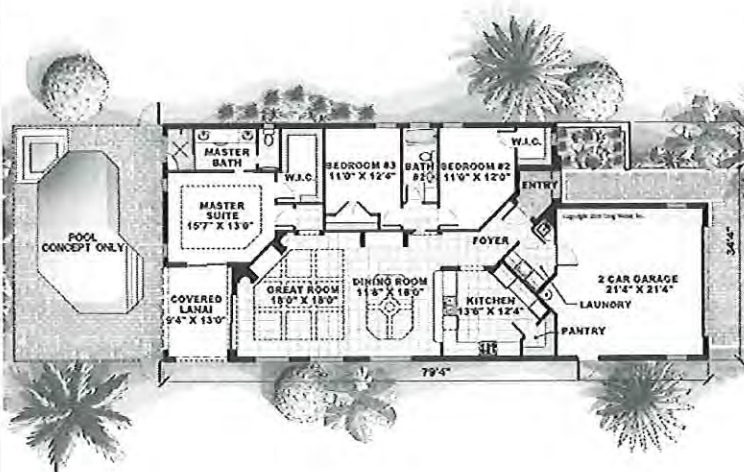 MASTER
BATH
W.I.C.
BEDROOM #3
11'0" X 12'4"
BATH
#2
BEDROOM #2
11'0" X 12'0"
W.I.C.
ENTRY
MASTER
SUITE
15'7" X 13'0"
POOL
CONCEPT ONLY
FOYER
34'4"
COVERED
LANAI
9'4" X 13'0"
GREAT ROOM
18'0" X 18'0"
DINING ROOM
11'6" X 18'0"
KITCHEN
13'6" X 12'4"
2 CAR GARAGE
21'4" X 21'4"
LAUNDRY
PANTRY
79'4"